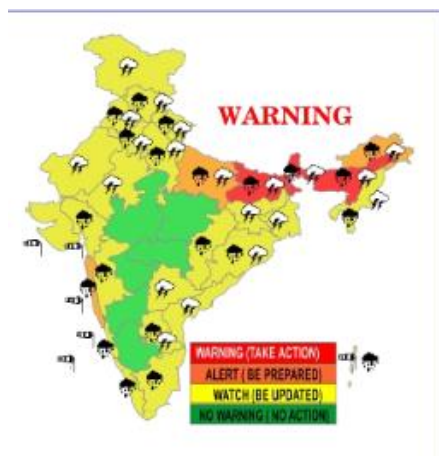 WARNING
WARNING (TAKE ACTION)
ALERT ( BE PREPARED)
WATCH (BE UPDATED)
NO WARNING ( NO ACTION)